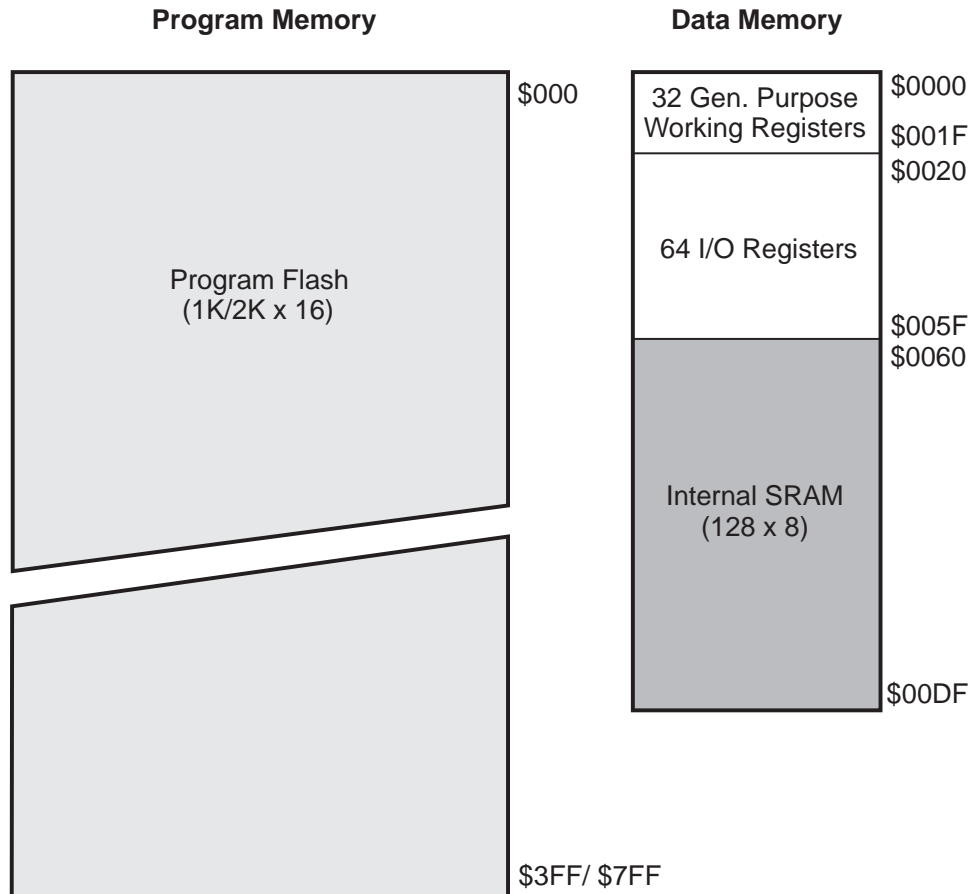 Program Memory
$000
Program Flash
(1K/2K x 16)
$3FF/ $7FF
Data Memory
32 Gen. Purpose
Working Registers
$0000
$001F
$0020
64 I/O Registers
$005F
$0060
Internal SRAM
(128 x 8)
$00DF